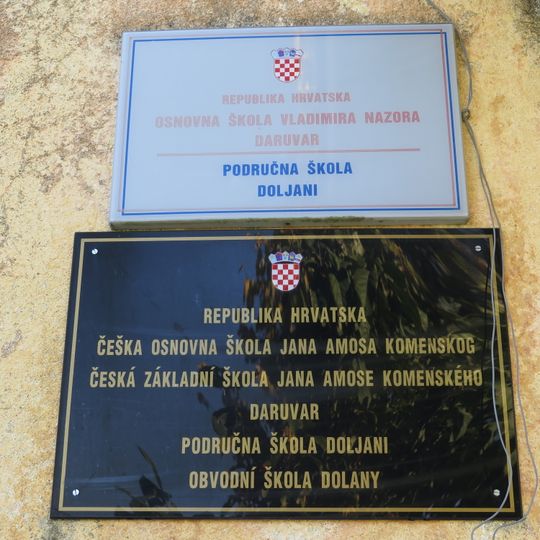 REPUBLIKA HRVATSKA
OSNOVNA ŠKOLA VLADIMIRA NAZORA
DARUVAR
PODRUČNA ŠKOLA
DOLJANI
REPUBLIKA HRVATSKA
ČEŠKA OSNOVNA ŠKOLA JANA AMOSA KOMENSKOG
ČESKÁ ZÁKLADNÍ ŠKOLA JANA AMOSE KOMENSKÉHO
DARUVAR
PODRUČNA ŠKOLA DOLJANI
OBVODNÍ ŠKOLA DOLANY